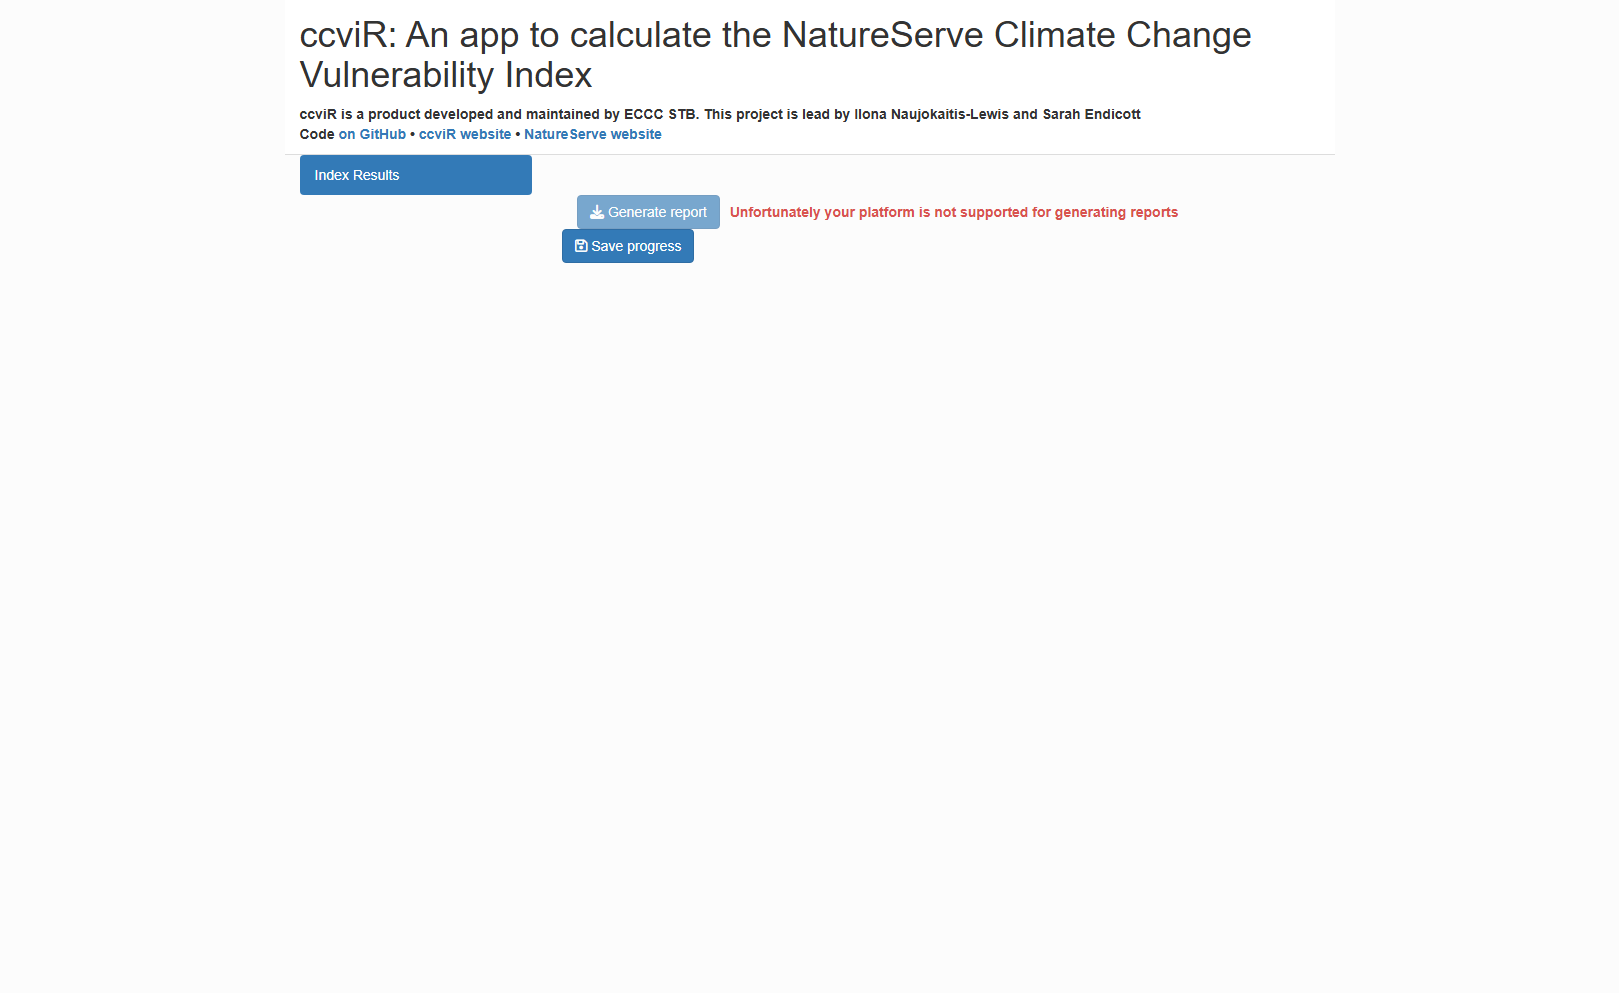 ccviR: An app to calculate the NatureServe Climate Change
Vulnerability Index
ccviR is a product developed and maintained by ECCC STB. This project is lead by Ilona Naujokaitis-Lewis and Sarah Endicott
Code on GitHub • ccviR website • NatureServe website
Index Results
Generate report Unfortunately your platform is not supported for generating reports
Save progress